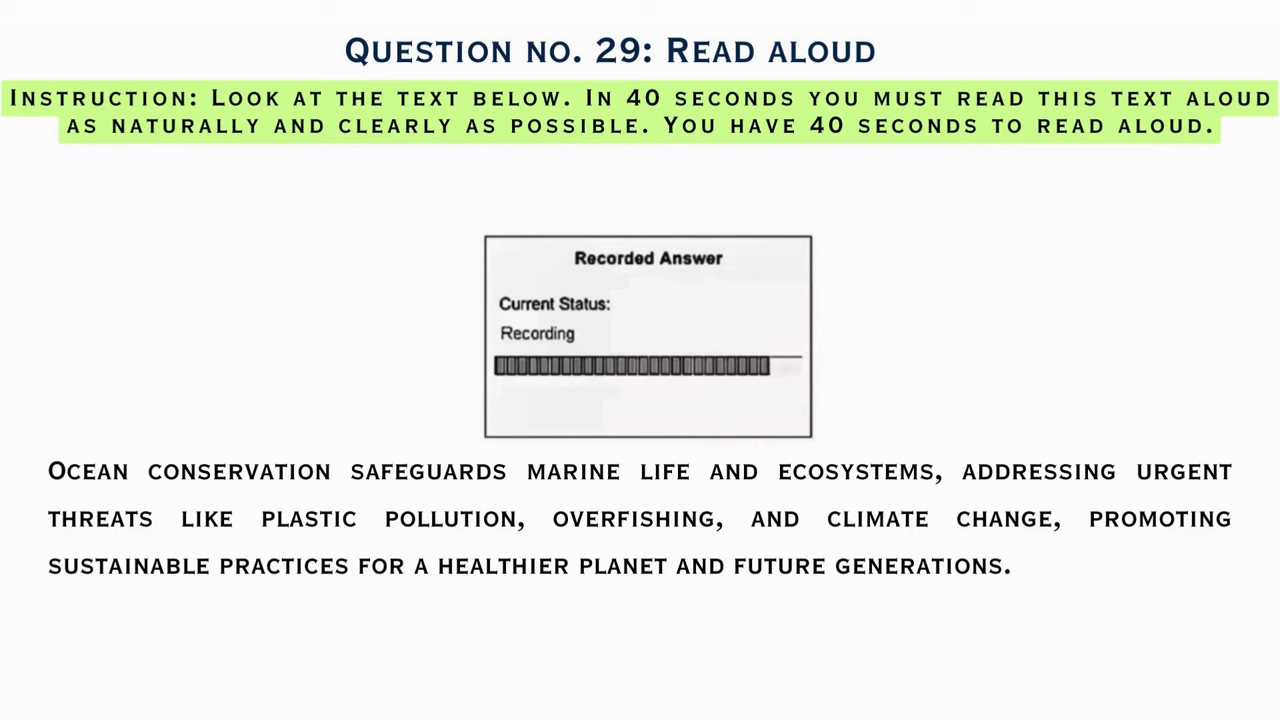 Question no. 29: Read aloud
Instruction: Look at the text below. In 40 seconds you must read this text aloud
as naturally and clearly as possible. You have 40 seconds to read aloud.
Recorded Answer
Current Status:
Recording
Ocean conservation safeguards marine life and ecosystems, addressing urgent
threats like plastic pollution, overfishing, and climate change, promoting
sustainable practices for a healthier planet and future generations.